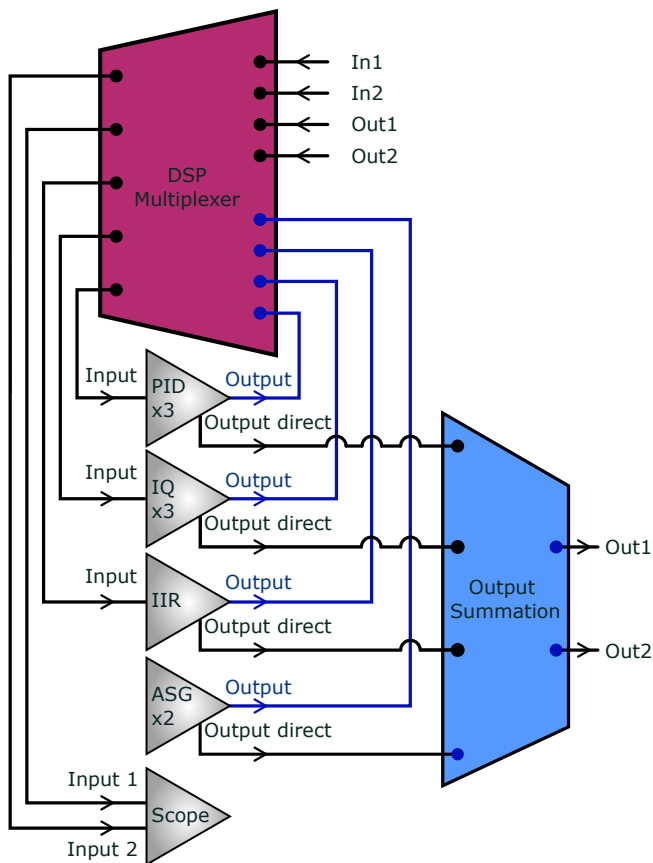 In1
In2
Out1
Out2
DSP
Multiplexer
Input
PID
x3
Output
Output direct
Input
IQ
x3
Output
Output direct
Input
IIR
Output
Output direct
ASG
x2
Output
Output direct
Output
Summation
Out1
Out2
Input 1
Scope
Input 2